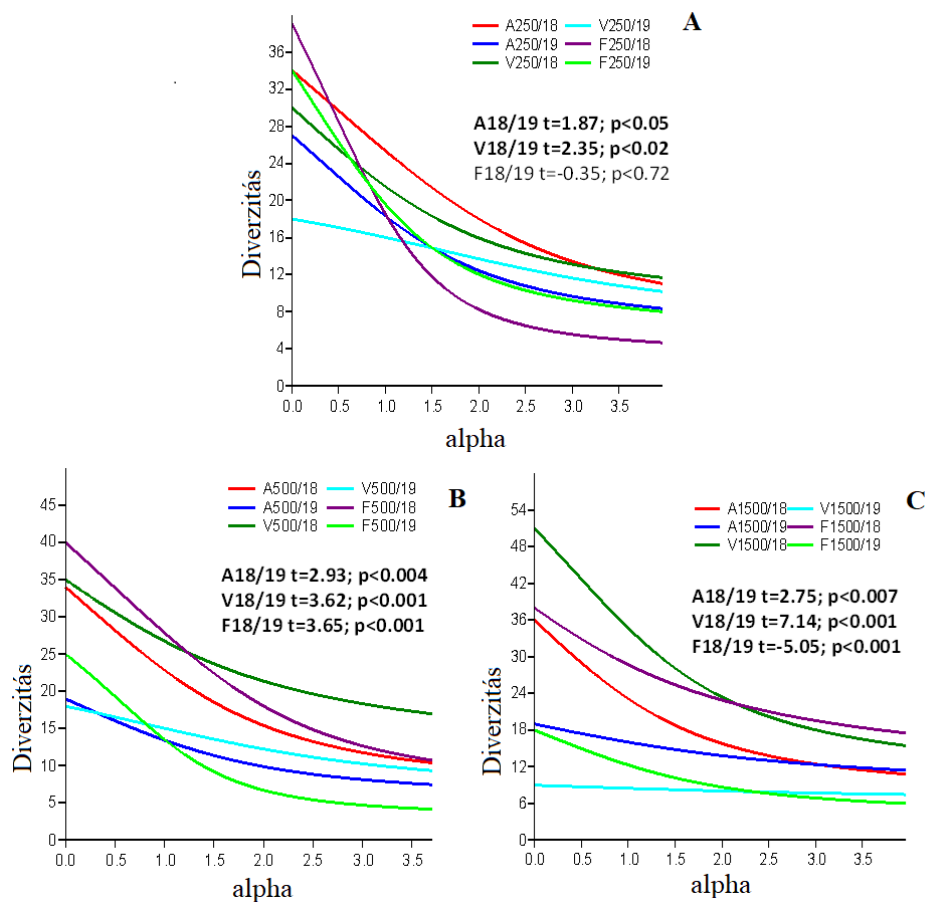 A
A250/18 V250/19
A250/19 F250/18
V250/18 F250/19
A18/19 t=1.87; p<0.05
V18/19 t=2.35; p<0.02
F18/19 t=-0.35; p<0.72
36
32
28
24
20
16
12
8
4
0
Diverzitás
0.0 0.5 1.0 1.5 2.0 2.5 3.0 3.5
alpha
B
A500/18 V500/19
A500/19 F500/18
V500/18 F500/19
A18/19 t=2.93; p<0.004
V18/19 t=3.62; p<0.001
F18/19 t=3.65; p<0.001
45
40
35
30
25
20
15
10
5
0
Diverzitás
0.0 0.5 1.0 1.5 2.0 2.5 3.0 3.5
alpha
C
A1500/18 V1500/19
A1500/19 F1500/18
V1500/18 F1500/19
A18/19 t=2.75; p<0.007
V18/19 t=7.14; p<0.001
F18/19 t=-5.05; p<0.001
54
48
42
36
30
24
18
12
6
0
Diverzitás
0.0 0.5 1.0 1.5 2.0 2.5 3.0 3.5
alpha